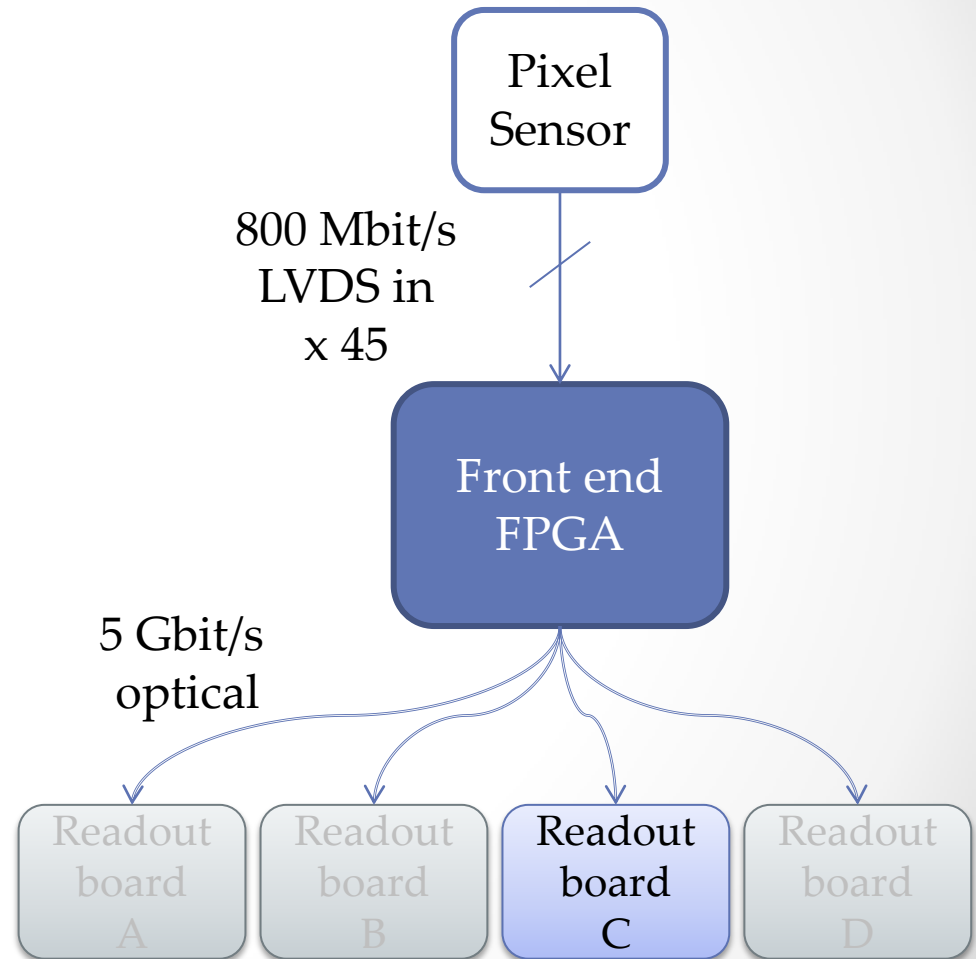 Pixel
Sensor
800 Mbit/s
LVDS in
x 45
Front end
FPGA
5 Gbit/s
optical
Readout
board
A
Readout
board
B
Readout
board
C
Readout
board
D